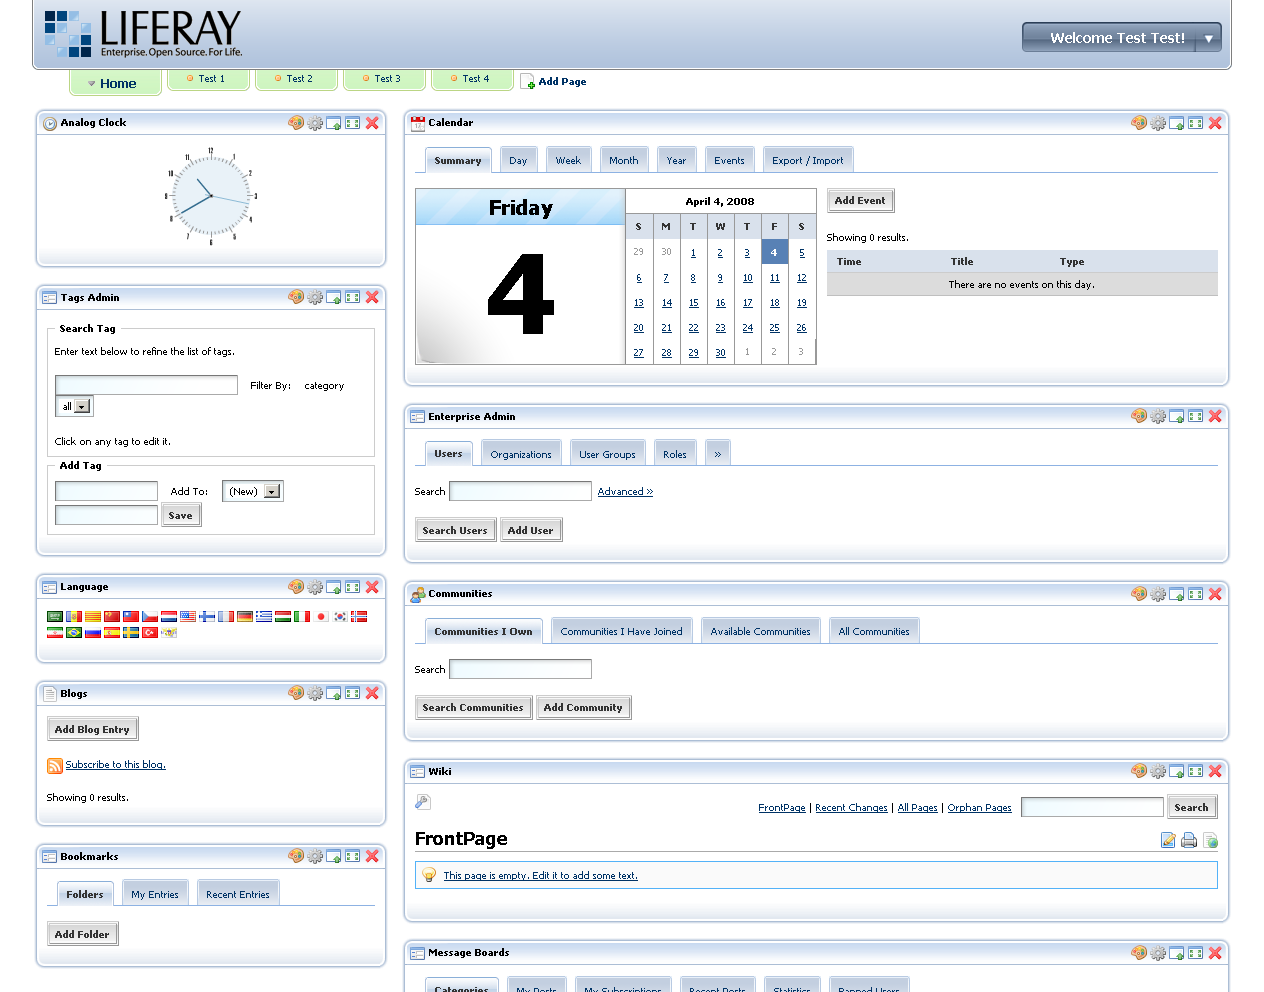 LIFERAY
Enterprise. Open Source. For Life.
Welcome Test Test!
Home
Test 1
Test 2
Test 3
Test 4
Add Page
Analog Clock
12
1
2
3
4
5
6
7
8
9
10
11
Tags Admin
Search Tag
Enter text below to refine the list of tags.
Filter By: category
all
Click on any tag to edit it.
Add Tag
Add To: (New)
Save
Language
Blogs
Add Blog Entry
Subscribe to this blog.
Showing 0 results.
Bookmarks
Folders My Entries Recent Entries
Add Folder
Calendar
Summary Day Week Month Year Events Export / Import
Friday
4
April 4, 2008
S M T W T F S
29 30 1 2 3 4 5
6 7 8 9 10 11 12
13 14 15 16 17 18 19
20 21 22 23 24 25 26
27 28 29 30 1 2 3
Add Event
Showing 0 results.
Time Title Type
There are no events on this day.
Enterprise Admin
Users Organizations User Groups Roles »
Search Advanced »
Search Users Add User
Communities
Communities I Own Communities I Have Joined Available Communities All Communities
Search
Search Communities Add Community
Wiki
FrontPage | Recent Changes | All Pages | Orphan Pages Search
FrontPage
This page is empty. Edit it to add some text.
Message Boards
Categories My Posts My Subscriptions Recent Posts Statistics Banned Users